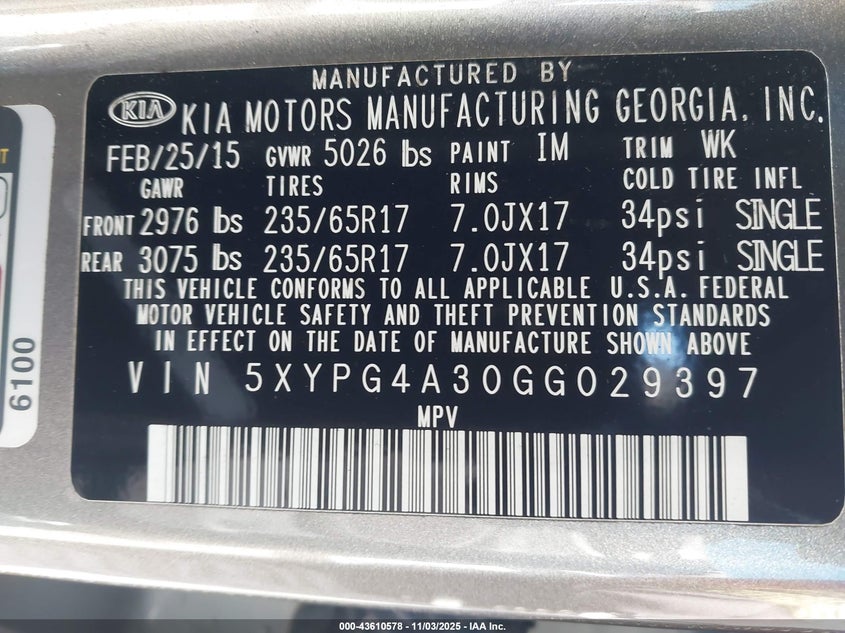 MANUFACTURED BY
KIA KIA MOTORS MANUFACTURING GEORGIA, INC.
FEB/25/15 GVWR 5026 lbs PAINT IM TRIM WK
GAWR TIRES RIMS COLD TIRE INFL
FRONT 2976 lbs 235/65R17 7.0JX17 34psi SINGLE
REAR 3075 lbs 235/65R17 7.0JX17 34psi SINGLE
THIS VEHICLE CONFORMS TO ALL APPLICABLE U.S.A. FEDERAL
MOTOR VEHICLE SAFETY AND THEFT PREVENTION STANDARDS
IN EFFECT ON THE DATE OF MANUFACTURE SHOWN ABOVE
VIN 5XYPG4A30GG029397
MPV
6100
000-43610578 - 11/03/2025 - IAA Inc.